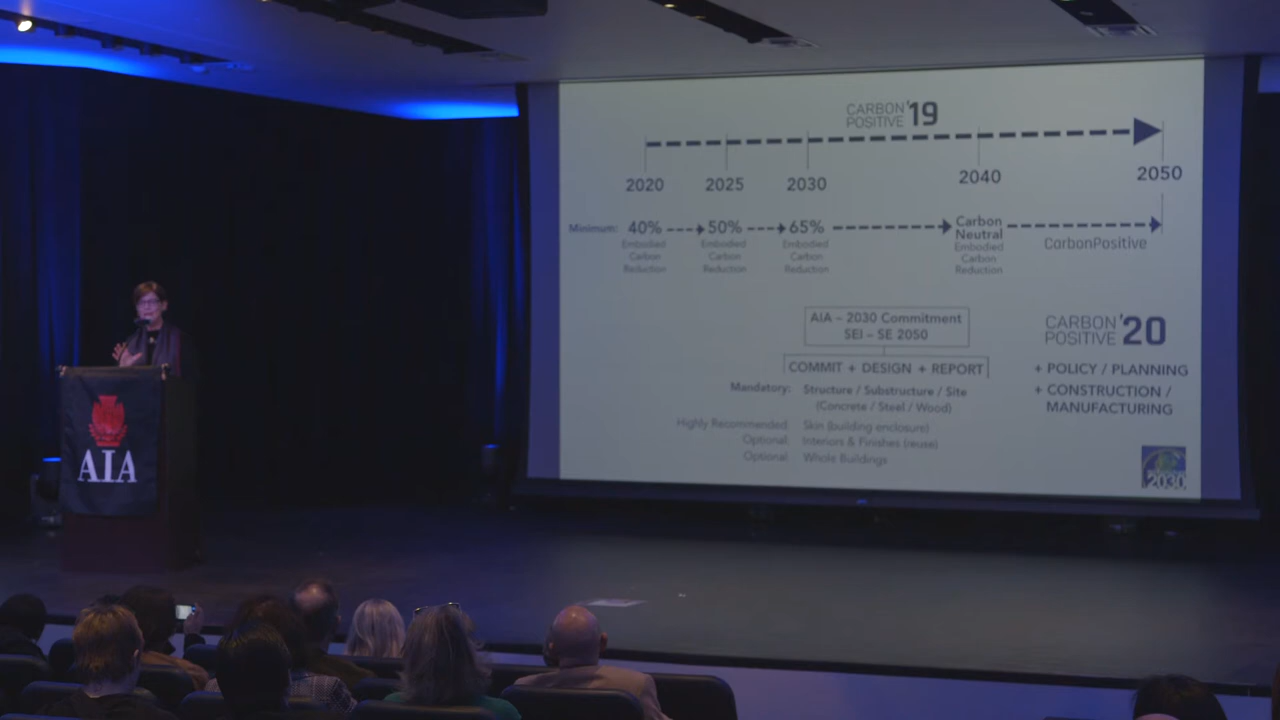 CARBON
POSITIVE '19
2020 2025 2030 2040 2050
Minimum: 40% 50% 65% Carbon
Neutral
Embodied Embodied Embodied Embodied CarbonPositive
Carbon Carbon Carbon Carbon
Reduction Reduction Reduction Reduction
AIA – 2030 Commitment
SEI – SE 2050
COMMIT + DESIGN + REPORT
Mandatory: Structure / Substructure / Site
(Concrete / Steel / Wood)
Highly Recommended: Skin (building enclosure)
Optional: Interiors & Finishes (reuse)
Optional: Whole Buildings
CARBON
POSITIVE '20
+ POLICY / PLANNING
+ CONSTRUCTION /
MANUFACTURING
2030
AIA